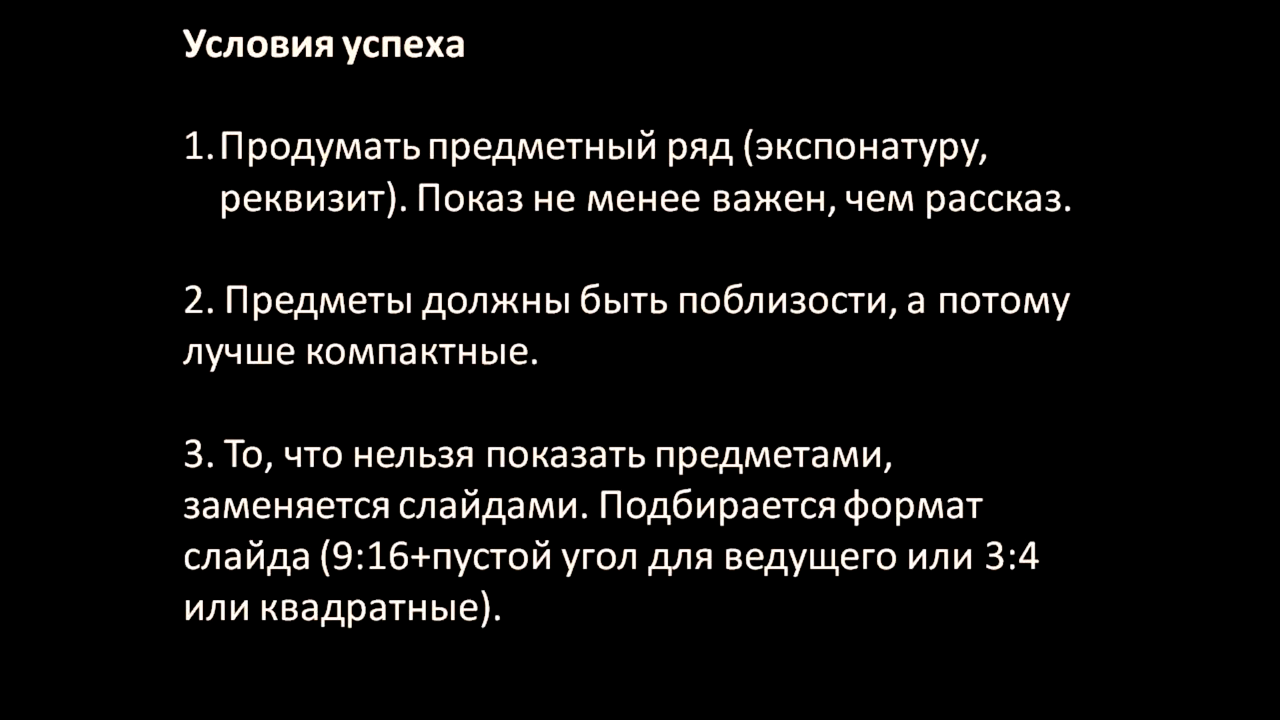 Условия успеха
1. Продумать предметный ряд (экспонатуру,
реквизит). Показ не менее важен, чем рассказ.
2. Предметы должны быть поблизости, а потому
лучше компактные.
3. То, что нельзя показать предметами,
заменяется слайдами. Подбирается формат
слайда (9:16+пустой угол для ведущего или 3:4
или квадратные).